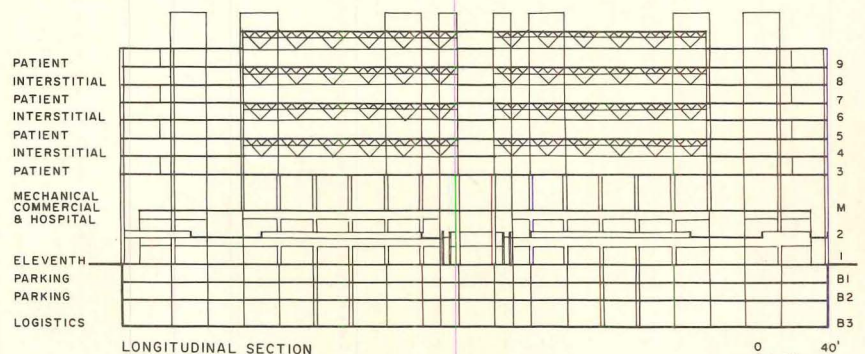 PATIENT 9
INTERSTITIAL 8
PATIENT 7
INTERSTITIAL 6
PATIENT 5
INTERSTITIAL 4
PATIENT 3
MECHANICAL M
COMMERCIAL
& HOSPITAL
2
ELEVENTH 1
PARKING B1
PARKING B2
LOGISTICS B3
LONGITUDINAL SECTION 0 40'